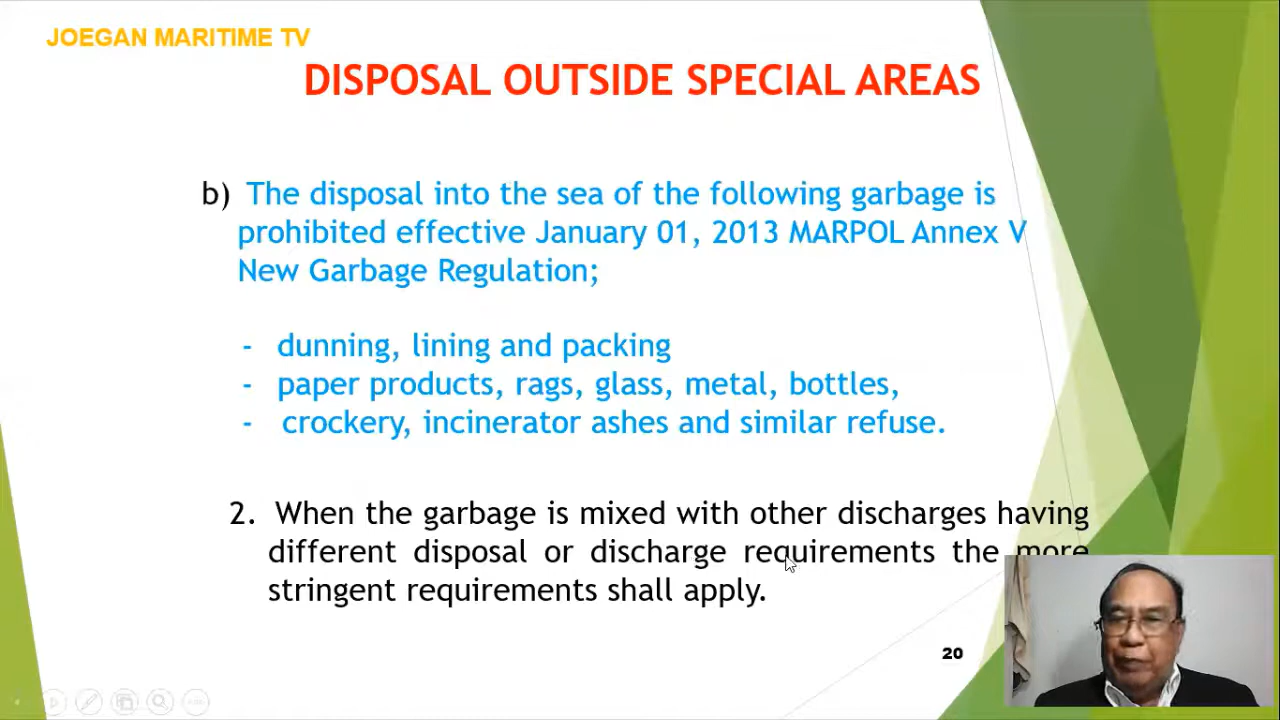 JOEGAN MARITIME TV
DISPOSAL OUTSIDE SPECIAL AREAS
b) The disposal into the sea of the following garbage is
prohibited effective January 01, 2013 MARPOL Annex V
New Garbage Regulation;
- dunning, lining and packing
- paper products, rags, glass, metal, bottles,
- crockery, incinerator ashes and similar refuse.
2. When the garbage is mixed with other discharges having
different disposal or discharge requirements the more
stringent requirements shall apply.
20